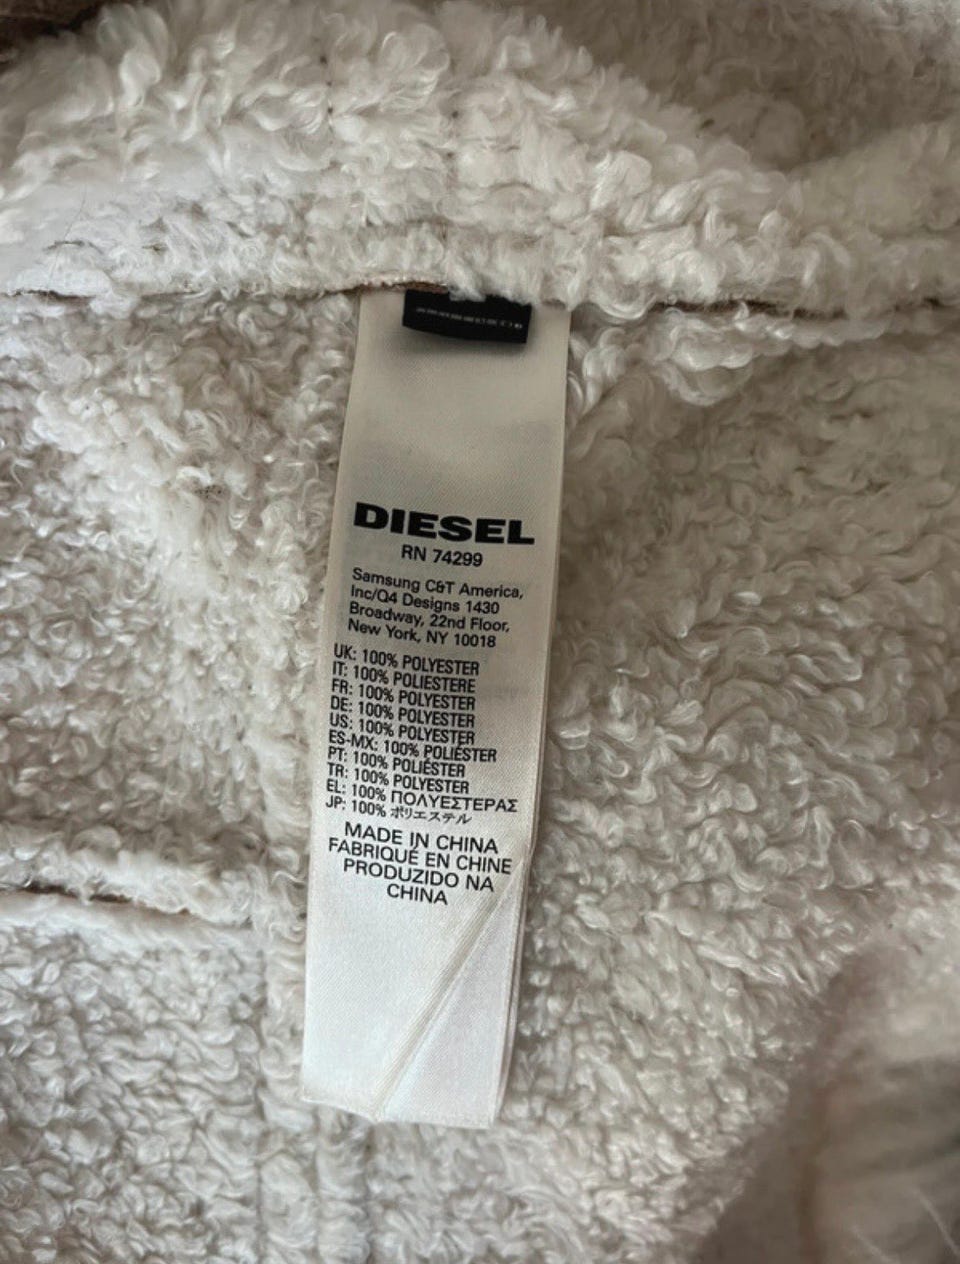 DIESEL
RN 74299
Samsung C&T America,
Inc/Q4 Designs 1430
Broadway, 22nd Floor,
New York, NY 10018
UK: 100% POLYESTER
IT: 100% POLIESTERE
FR: 100% POLYESTER
DE: 100% POLYESTER
US: 100% POLYESTER
ES-MX: 100% POLIÉSTER
PT: 100% POLIÉSTER
TR: 100% POLYESTER
EL: 100% ΠΟΛΥΕΣΤΕΡΑΣ
JP: 100% ポリエステル
MADE IN CHINA
FABRIQUÉ EN CHINE
PRODUZIDO NA
CHINA